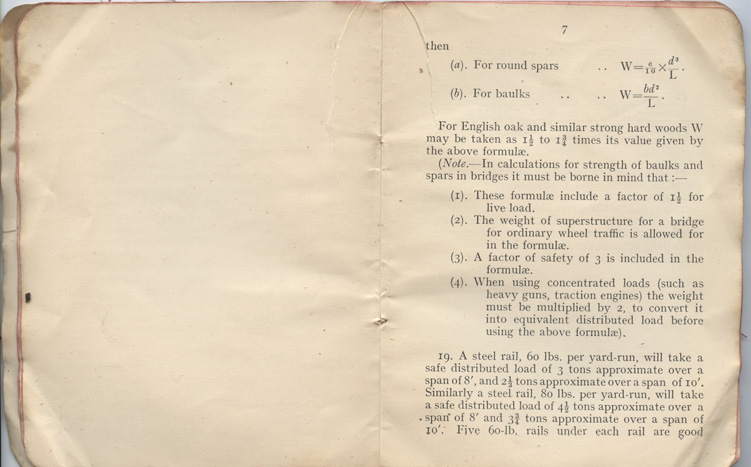 7
then
(a). For round spars .. W=6/10×d³/L.
(b). For baulks .. .. W=bd²/L.
For English oak and similar strong hard woods W
may be taken as 1½ to 1¾ times its value given by
the above formulæ.
(Note.—In calculations for strength of baulks and
spars in bridges it must be borne in mind that :—
(1). These formulæ include a factor of 1½ for
live load.
(2). The weight of superstructure for a bridge
for ordinary wheel traffic is allowed for
in the formulæ.
(3). A factor of safety of 3 is included in the
formulæ.
(4). When using concentrated loads (such as
heavy guns, traction engines) the weight
must be multiplied by 2, to convert it
into equivalent distributed load before
using the above formulæ).
19. A steel rail, 60 lbs. per yard-run, will take a
safe distributed load of 3 tons approximate over a
span of 8′, and 2½ tons approximate over a span of 10′.
Similarly a steel rail, 80 lbs. per yard-run, will take
a safe distributed load of 4½ tons approximate over a
span of 8′ and 3¾ tons approximate over a span of
10′. Five 60-lb. rails under each rail are good